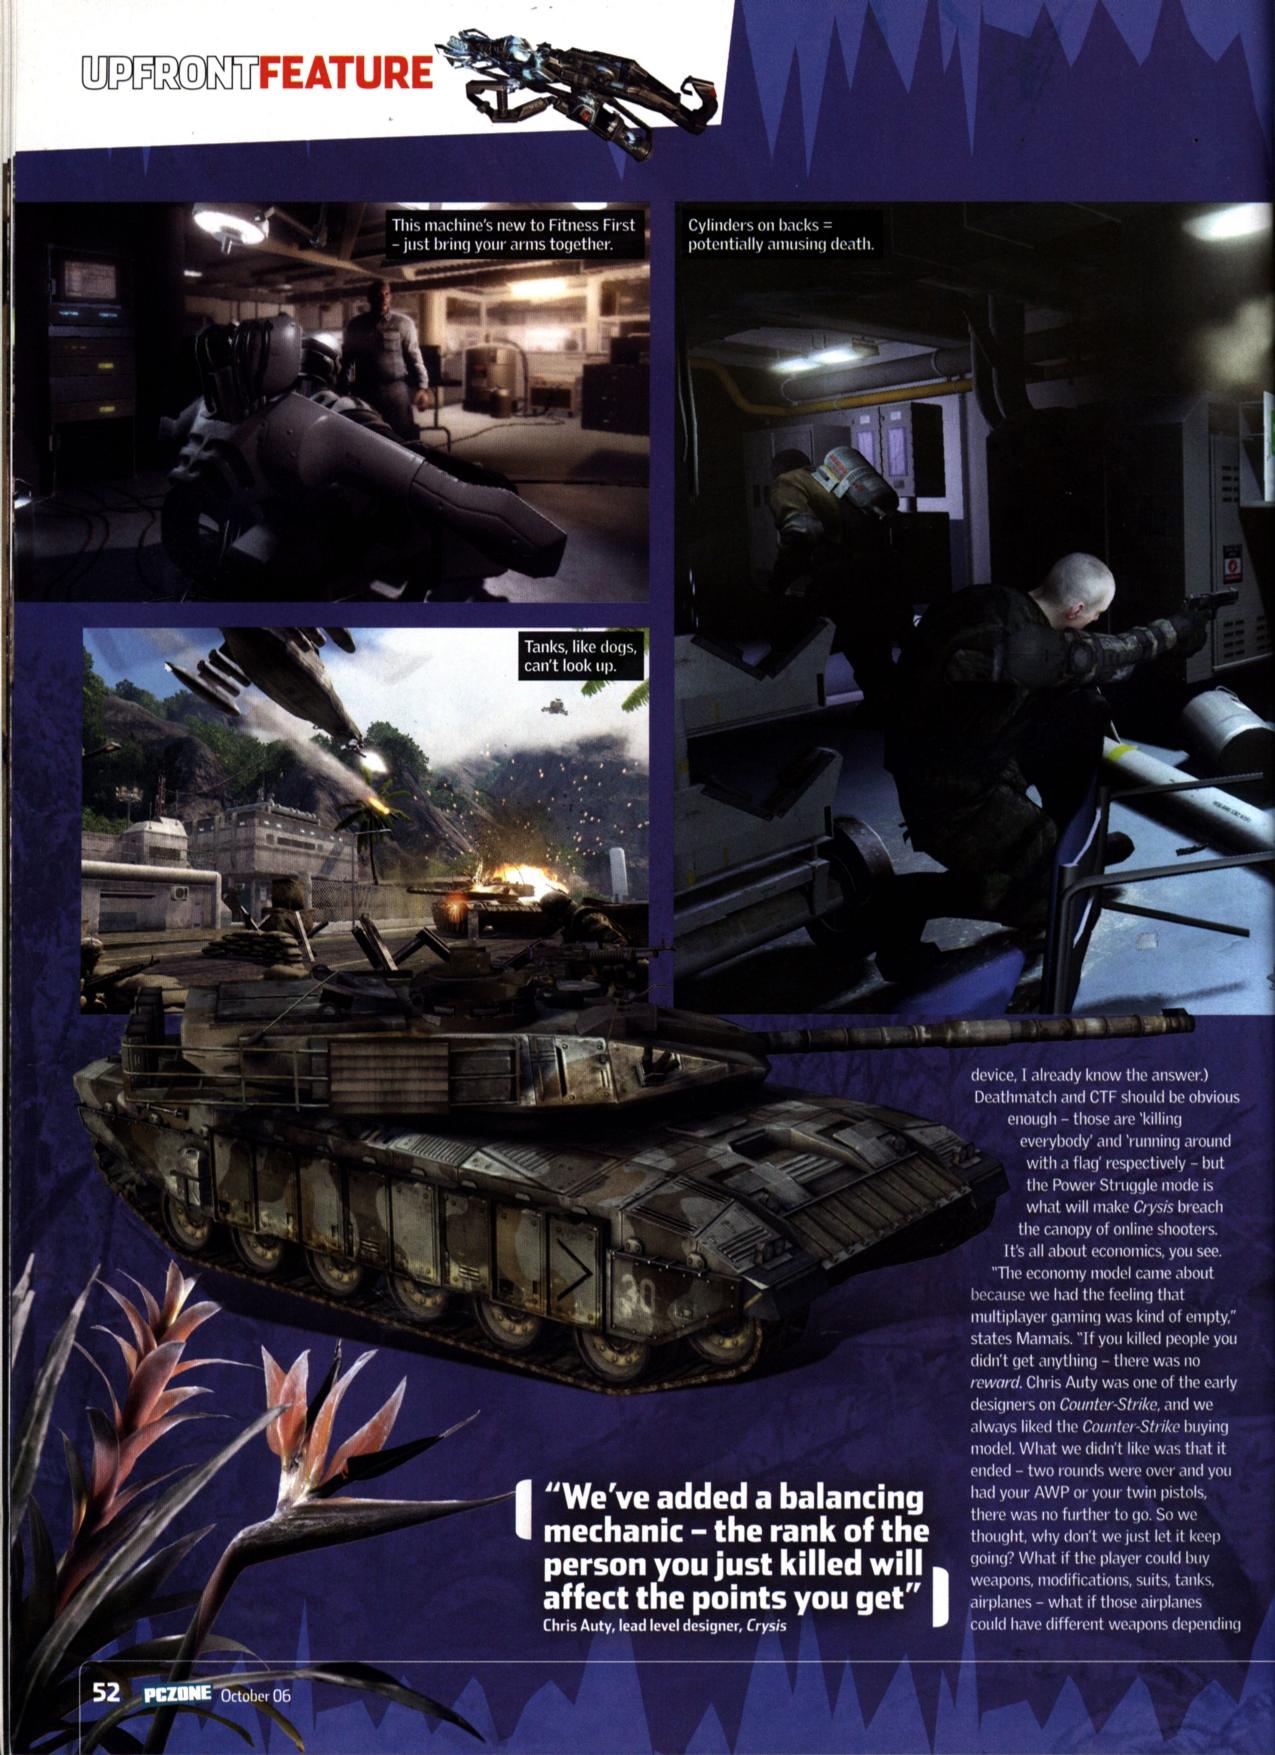 UPFRONTFEATURE
This machine's new to Fitness First
– just bring your arms together.
Cylinders on backs =
potentially amusing death.
Tanks, like dogs,
can't look up.
30
device, I already know the answer.)
Deathmatch and CTF should be obvious
enough – those are ‘killing
everybody’ and ‘running around
with a flag’ respectively – but
the Power Struggle mode is
what will make Crysis breach
the canopy of online shooters.
It's all about economics, you see.
“The economy model came about
because we had the feeling that
multiplayer gaming was kind of empty,”
states Mamais. “If you killed people you
didn't get anything – there was no
reward. Chris Auty was one of the early
designers on Counter-Strike, and we
always liked the Counter-Strike buying
model. What we didn't like was that it
ended – two rounds were over and you
had your AWP or your twin pistols,
there was no further to go. So we
thought, why don't we just let it keep
going? What if the player could buy
weapons, modifications, suits, tanks,
airplanes – what if those airplanes
could have different weapons depending
“We've added a balancing
mechanic – the rank of the
person you just killed will
affect the points you get”
Chris Auty, lead level designer, Crysis
52 PCZONE October 06